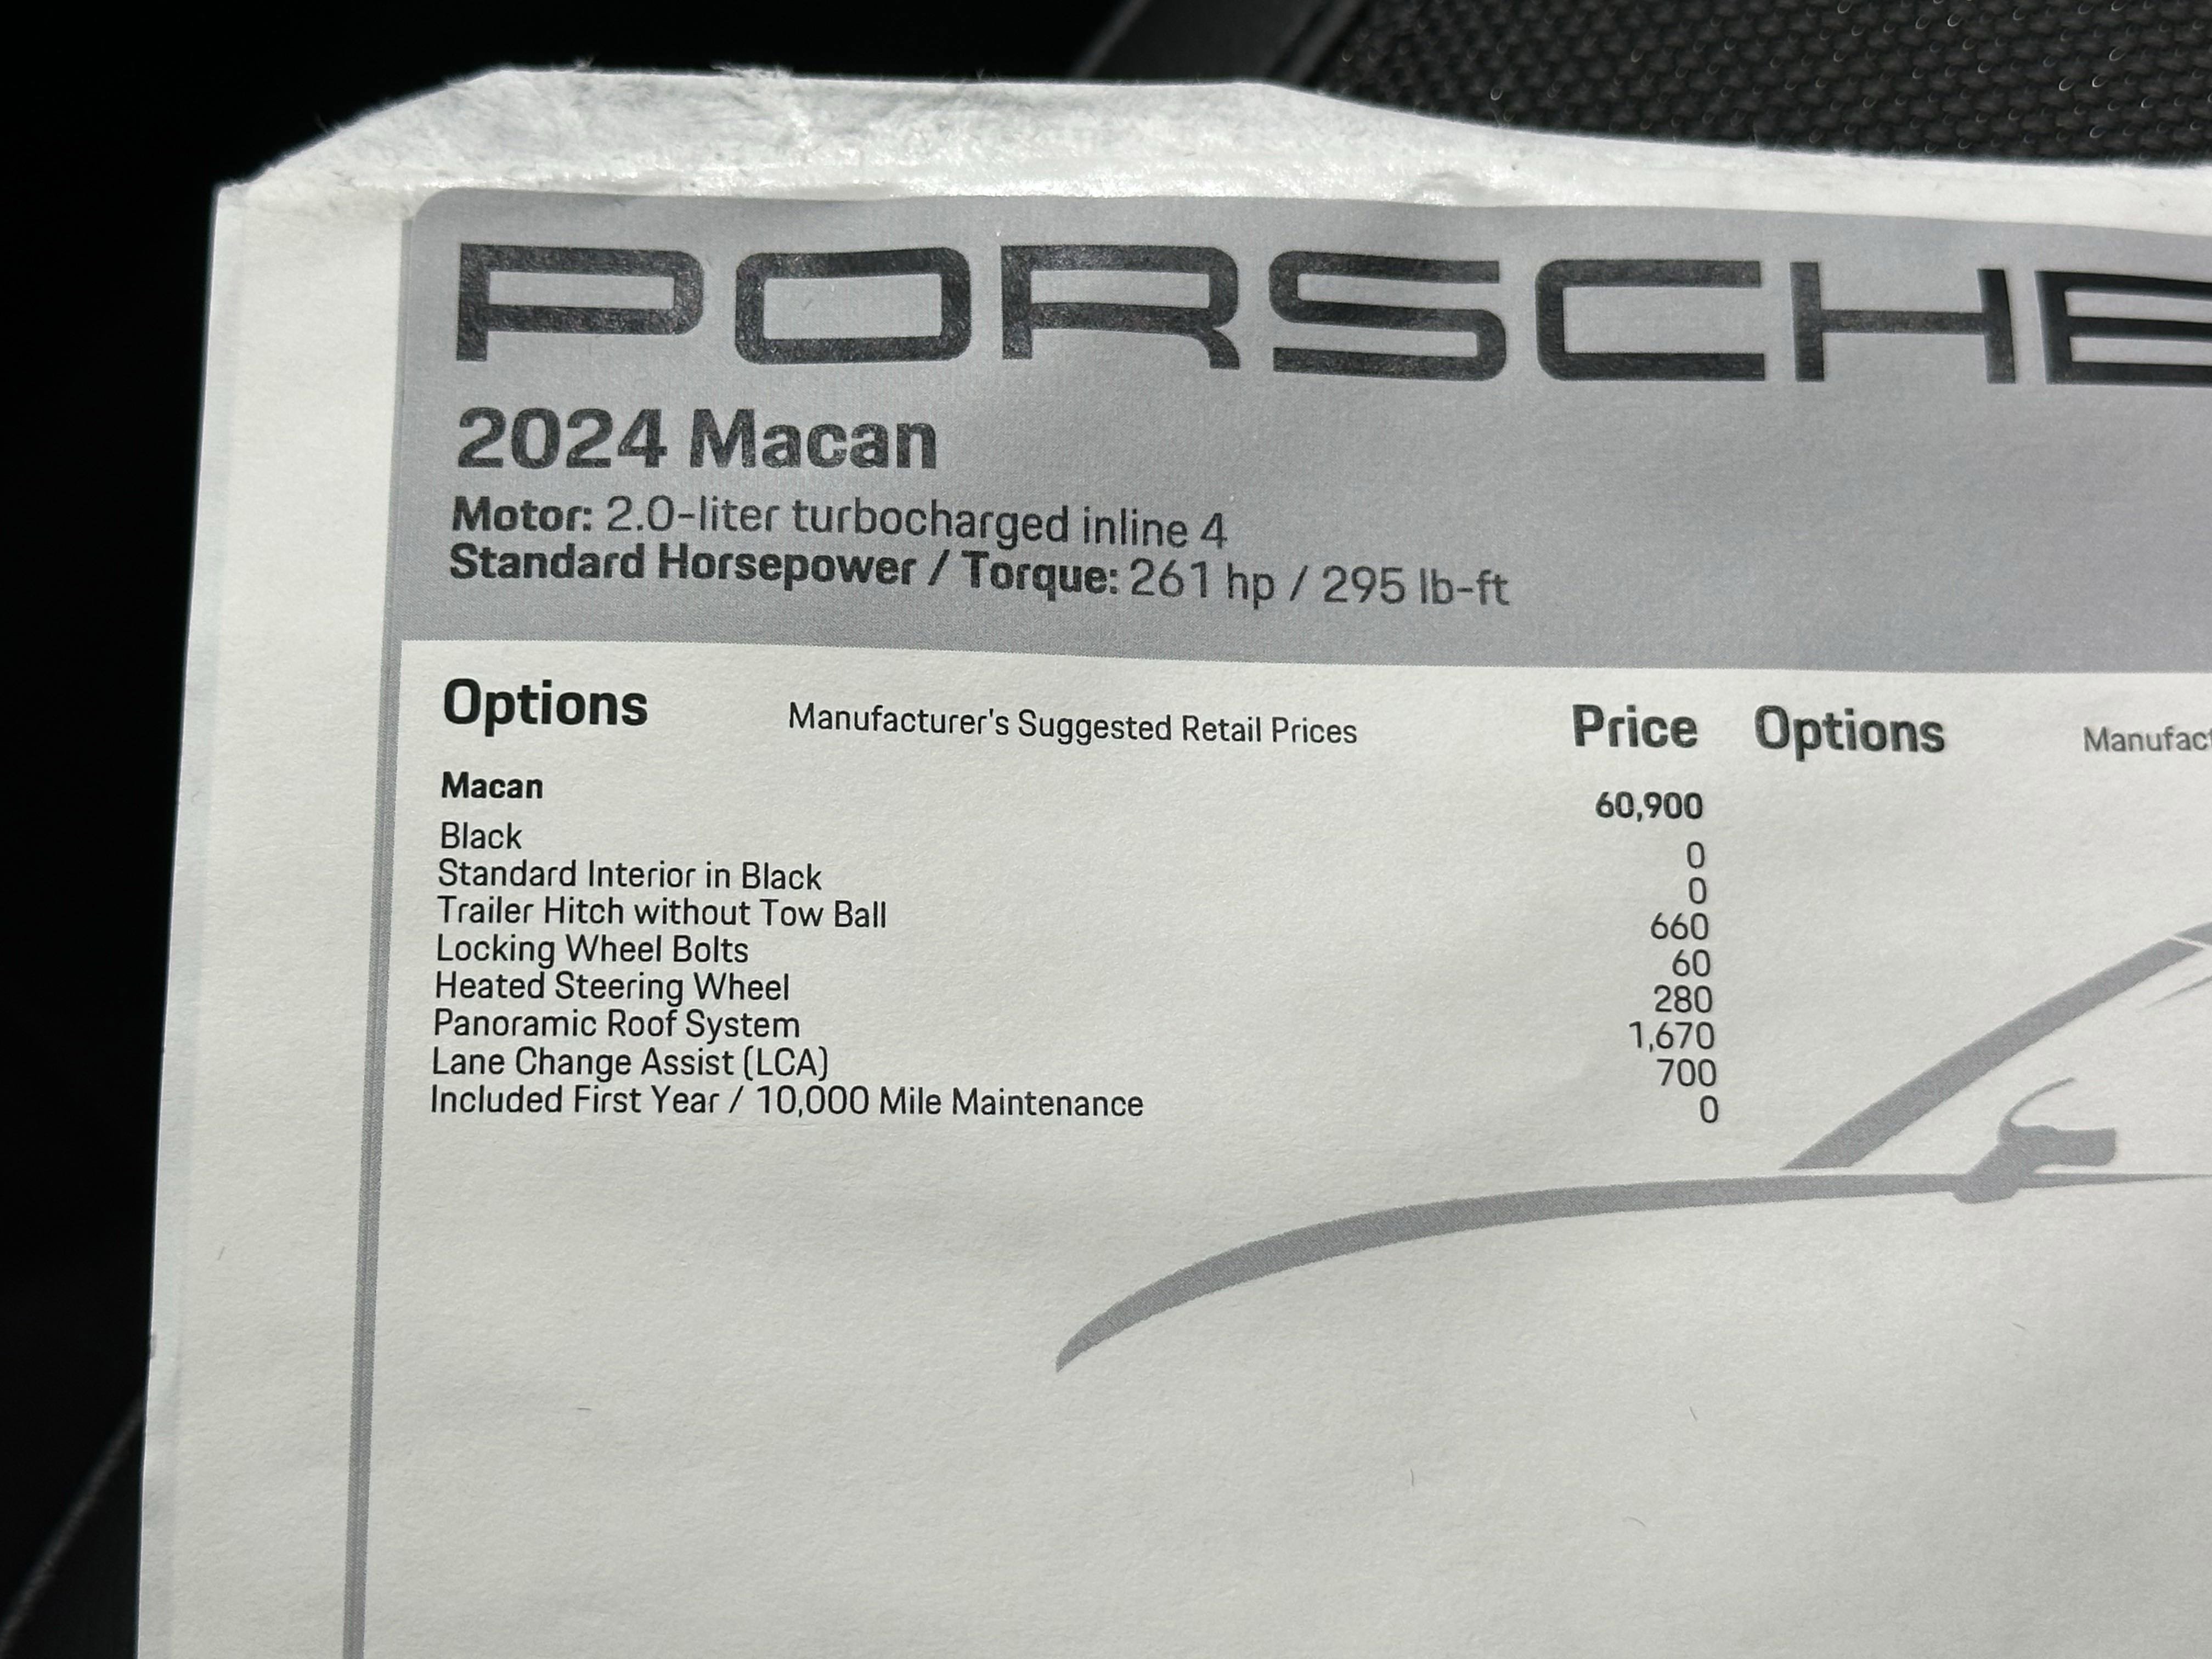 PORSCHE
2024 Macan
Motor: 2.0-liter turbocharged inline 4
Standard Horsepower / Torque: 261 hp / 295 lb-ft
Options Manufacturer's Suggested Retail Prices Price Options
Macan 60,900
Black 0
Standard Interior in Black 0
Trailer Hitch without Tow Ball 660
Locking Wheel Bolts 60
Heated Steering Wheel 280
Panoramic Roof System 1,670
Lane Change Assist (LCA) 700
Included First Year / 10,000 Mile Maintenance 0